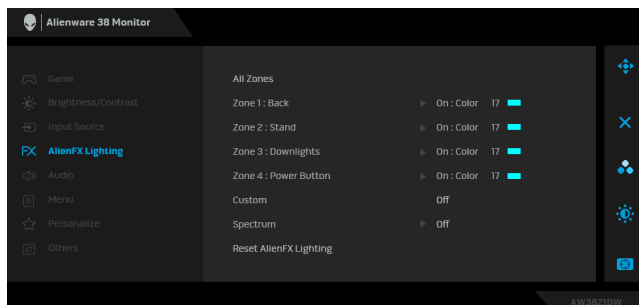 Alienware 38 Monitor
Game
Brightness/Contrast
Input Source
FX AlienFX Lighting
Audio
Menu
Personalize
Others
All Zones
Zone 1 : Back On : Color 17
Zone 2 : Stand On : Color 17
Zone 3 : Downlights On : Color 17
Zone 4 : Power Button On : Color 17
Custom Off
Spectrum Off
Reset AlienFX Lighting
AW3821DW